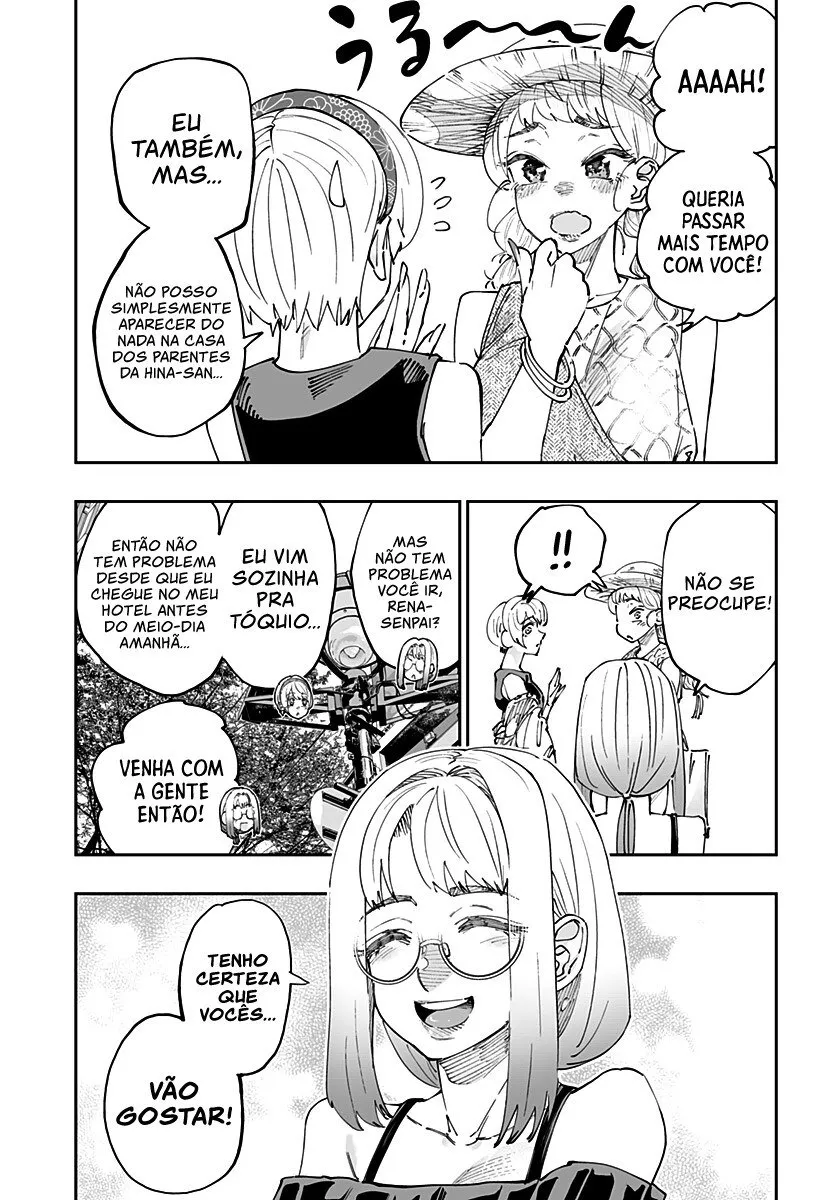 うる〜〜ん
AAAAH!
QUERIA
PASSAR
MAIS TEMPO
COM VOCÊ!
EU
TAMBÉM,
MAS...
NÃO POSSO
SIMPLESMENTE
APARECER DO
NADA NA CASA
DOS PARENTES
DA HINA-SAN...
NÃO SE
PREOCUPE!
!!
MAS
NÃO TEM
PROBLEMA
VOCÊ IR,
RENA-
SENPAI?
EU VIM
SOZINHA
PRA
TÓQUIO...
ENTÃO NÃO
TEM PROBLEMA
DESDE QUE EU
CHEGUE NO MEU
HOTEL ANTES
DO MEIO-DIA
AMANHÃ...
VENHA COM
A GENTE
ENTÃO!
TENHO
CERTEZA
QUE
VOCÊS...
VÃO
GOSTAR!